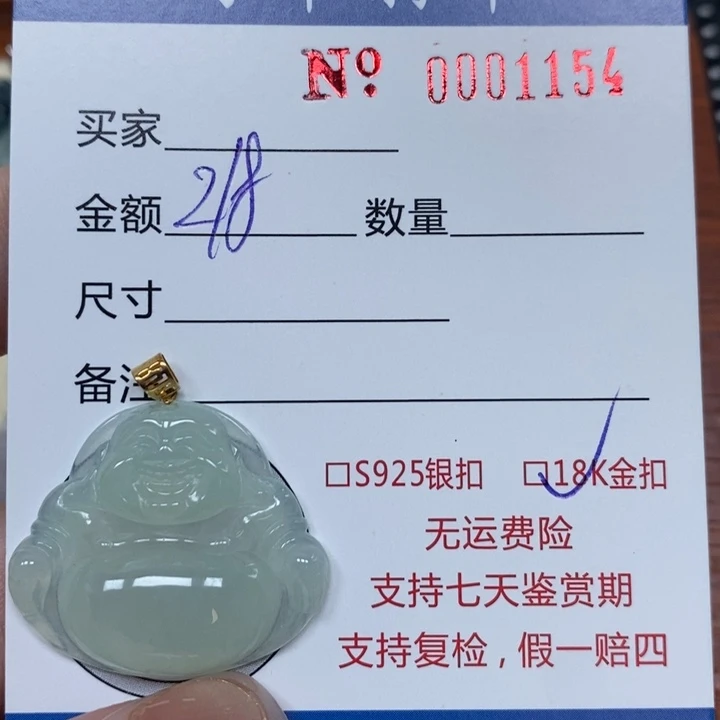 Nº 0001154
买家
金额 218 数量
尺寸
备注
□S925银扣 □18K金扣
无运费险
支持七天鉴赏期
支持复检,假一赔四